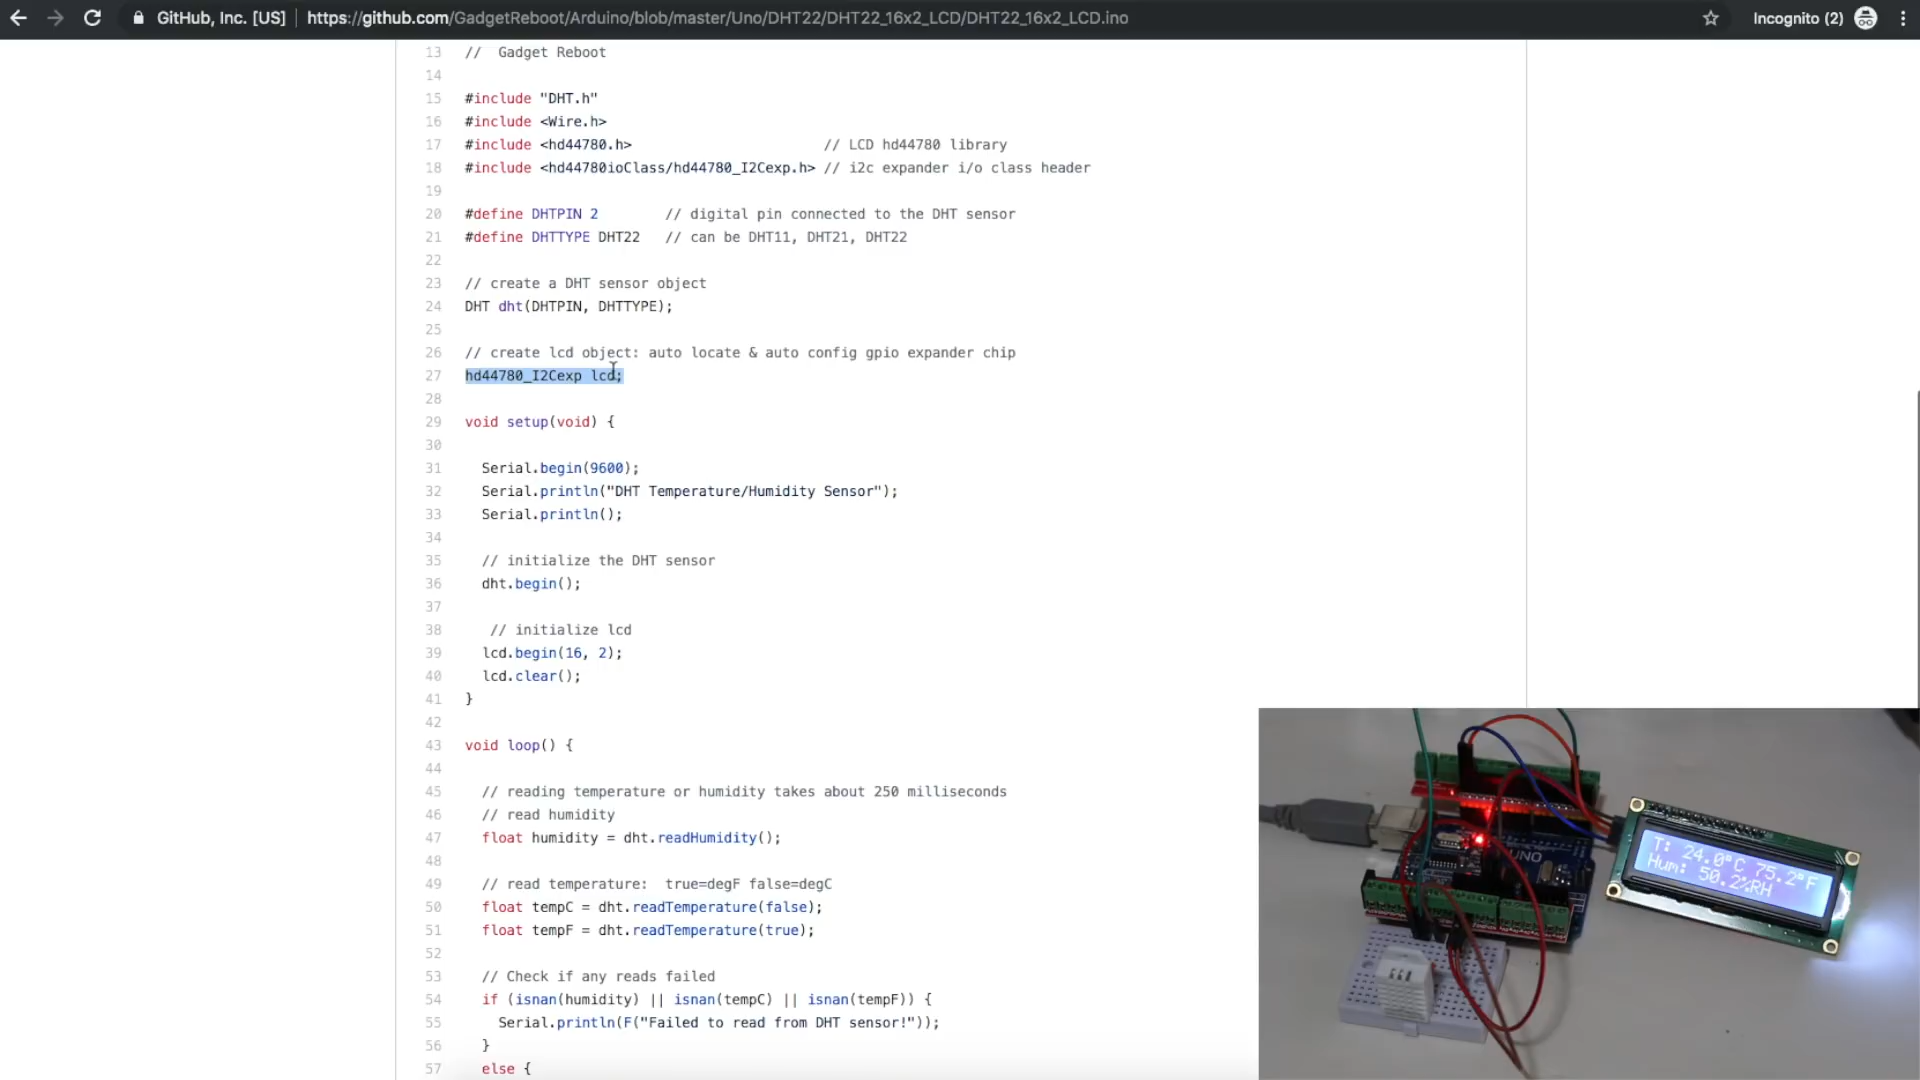 GitHub, Inc. [US] https://github.com/GadgetReboot/Arduino/blob/master/Uno/DHT22/DHT22_16x2_LCD/DHT22_16x2_LCD.ino Incognito (2)
13 // Gadget Reboot
14
15 #include "DHT.h"
16 #include <Wire.h>
17 #include <hd44780.h> // LCD hd44780 library
18 #include <hd44780ioClass/hd44780_I2Cexp.h> // i2c expander i/o class header
19
20 #define DHTPIN 2 // digital pin connected to the DHT sensor
21 #define DHTTYPE DHT22 // can be DHT11, DHT21, DHT22
22
23 // create a DHT sensor object
24 DHT dht(DHTPIN, DHTTYPE);
25
26 // create lcd object: auto locate & auto config gpio expander chip
27 hd44780_I2Cexp lcd;
28
29 void setup(void) {
30
31 Serial.begin(9600);
32 Serial.println("DHT Temperature/Humidity Sensor");
33 Serial.println();
34
35 // initialize the DHT sensor
36 dht.begin();
37
38 // initialize lcd
39 lcd.begin(16, 2);
40 lcd.clear();
41 }
42
43 void loop() {
44
45 // reading temperature or humidity takes about 250 milliseconds
46 // read humidity
47 float humidity = dht.readHumidity();
48
49 // read temperature: true=degF false=degC
50 float tempC = dht.readTemperature(false);
51 float tempF = dht.readTemperature(true);
52
53 // Check if any reads failed
54 if (isnan(humidity) || isnan(tempC) || isnan(tempF)) {
55 Serial.println(F("Failed to read from DHT sensor!"));
56 }
57 else {
UNO
T: 24.0°C 75.2°F
Hum: 50.2%RH